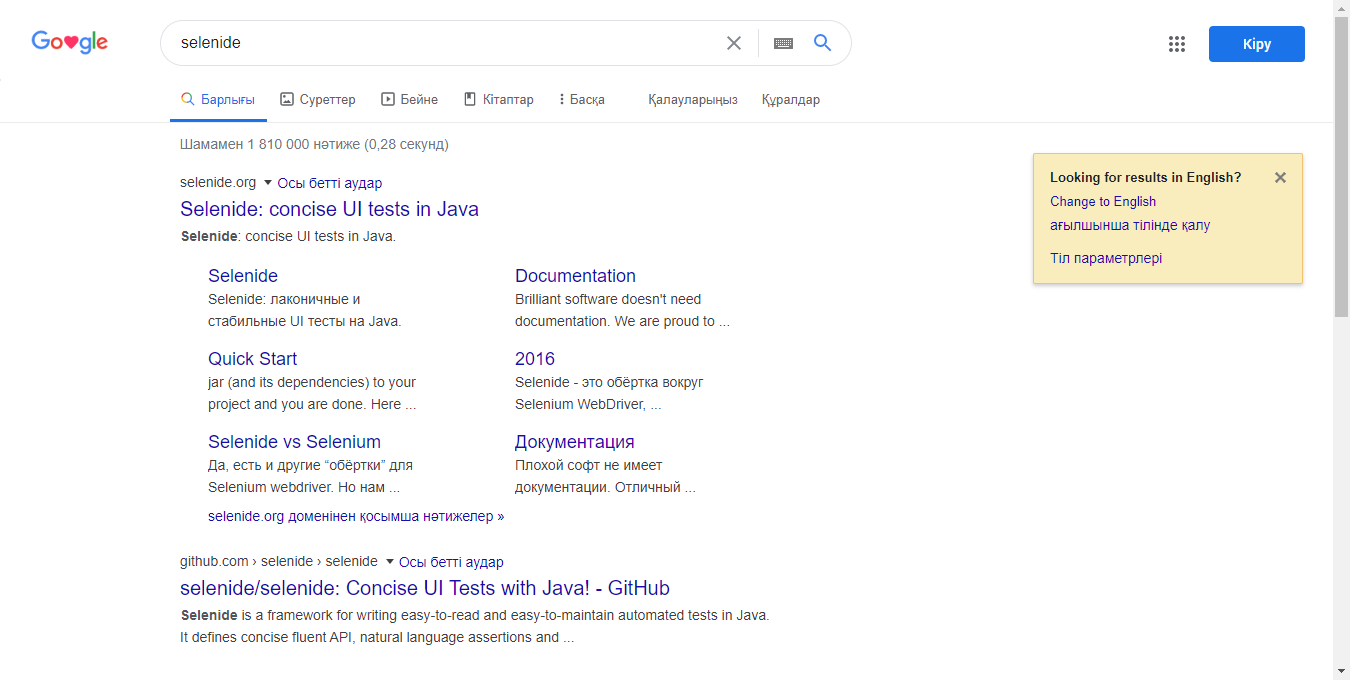 Go❤gle
selenide
Кіру
Барлығы Суреттер Бейне Кітаптар Басқа Қалауларыңыз Құралдар
Шамамен 1 810 000 нәтиже (0,28 секунд)
selenide.org Осы бетті аудар
Selenide: concise UI tests in Java
Selenide: concise UI tests in Java.
Selenide
Selenide: лаконичные и
стабильные UI тесты на Java.
Documentation
Brilliant software doesn't need
documentation. We are proud to ...
Quick Start
jar (and its dependencies) to your
project and you are done. Here ...
2016
Selenide - это обёртка вокруг
Selenium WebDriver, ...
Selenide vs Selenium
Да, есть и другие “обёртки” для
Selenium webdriver. Но нам ...
Документация
Плохой софт не имеет
документации. Отличный ...
selenide.org доменінен қосымша нәтижелер »
github.com › selenide › selenide Осы бетті аудар
selenide/selenide: Concise UI Tests with Java! - GitHub
Selenide is a framework for writing easy-to-read and easy-to-maintain automated tests in Java.
It defines concise fluent API, natural language assertions and ...
Looking for results in English?
Change to English
ағылшынша тілінде қалу
Тіл параметрлері